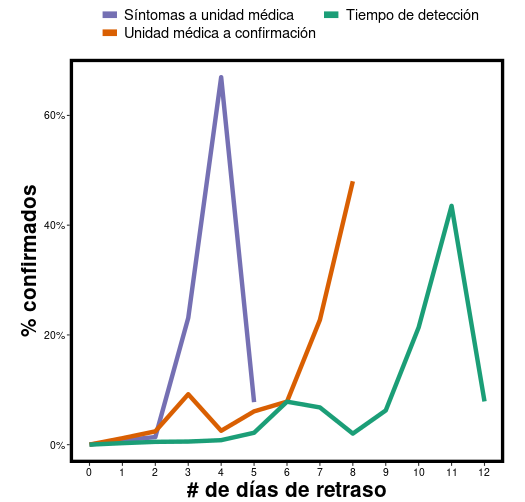 Síntomas a unidad médica
Tiempo de detección
Unidad médica a confirmación
% confirmados
60%
40%
20%
0%
0 1 2 3 4 5 6 7 8 9 10 11 12
# de días de retraso